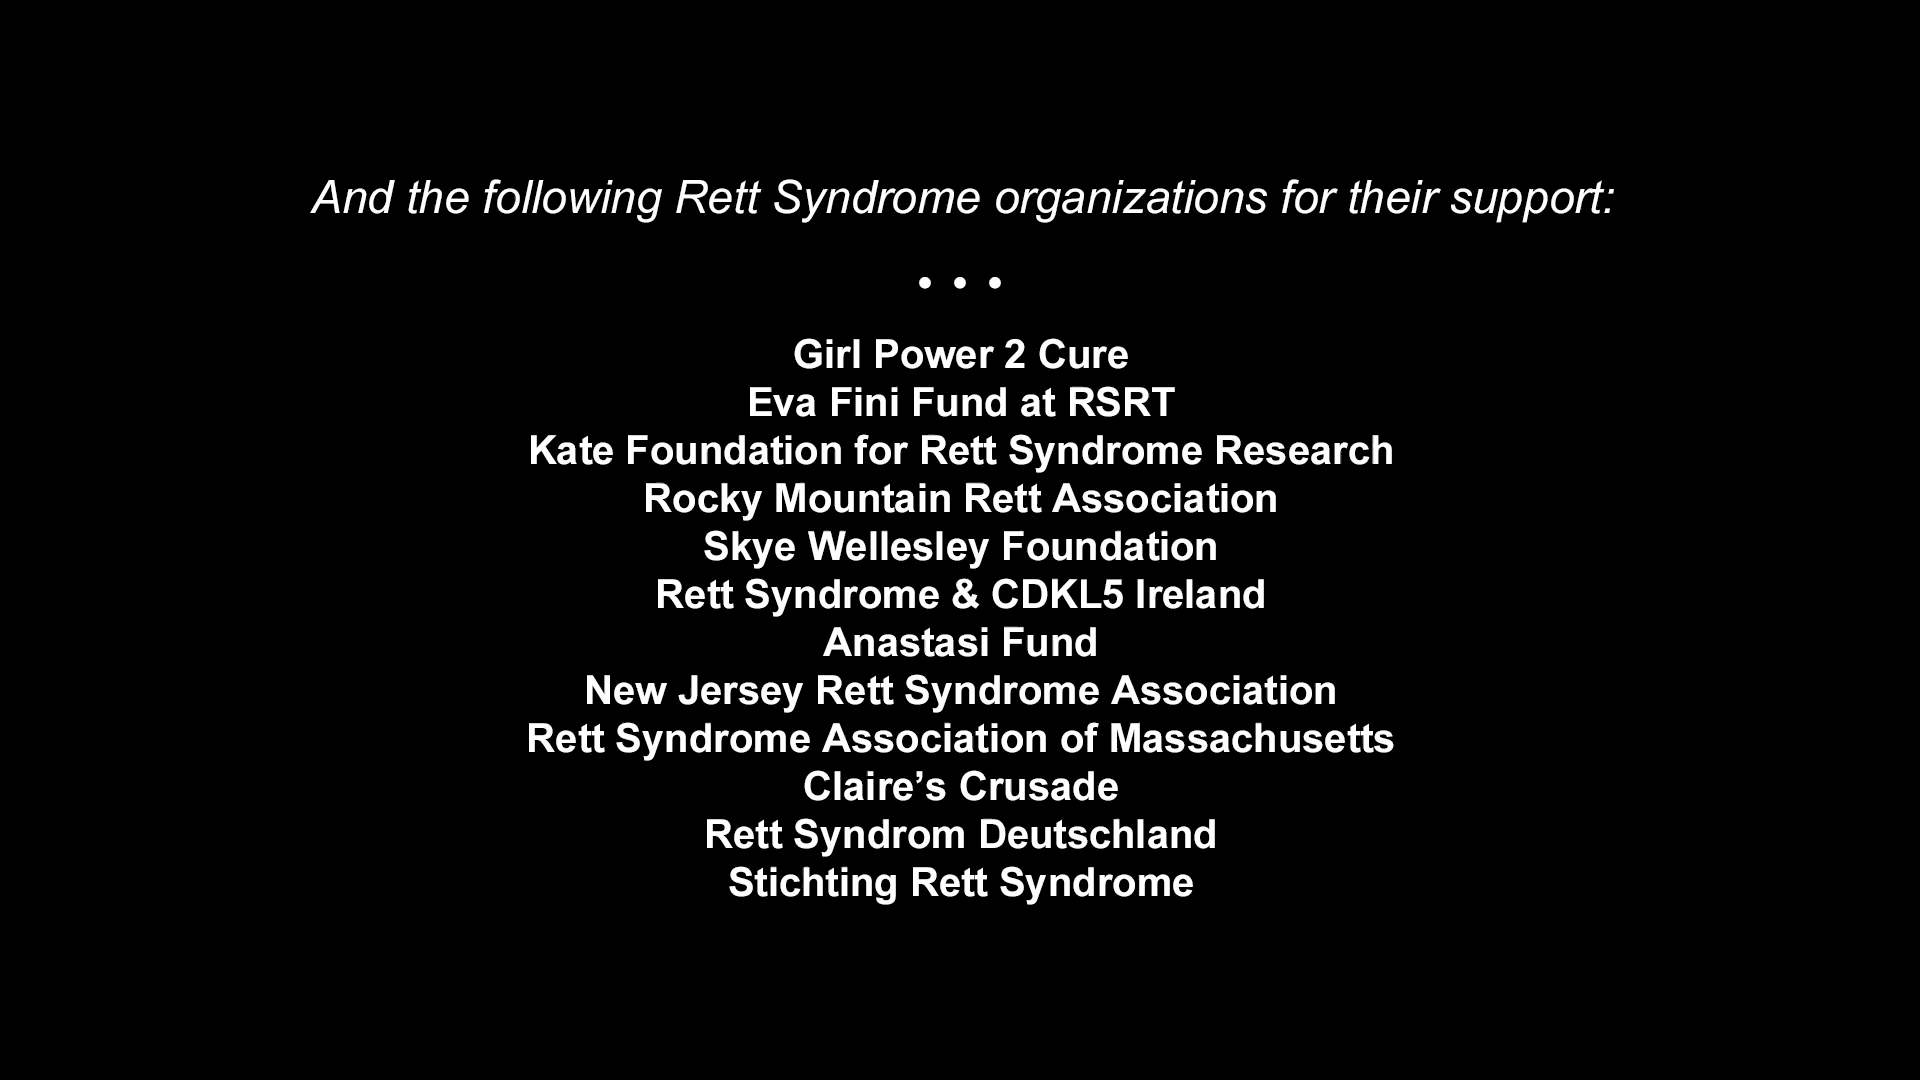 And the following Rett Syndrome organizations for their support:
• • •
Girl Power 2 Cure
Eva Fini Fund at RSRT
Kate Foundation for Rett Syndrome Research
Rocky Mountain Rett Association
Skye Wellesley Foundation
Rett Syndrome & CDKL5 Ireland
Anastasi Fund
New Jersey Rett Syndrome Association
Rett Syndrome Association of Massachusetts
Claire’s Crusade
Rett Syndrom Deutschland
Stichting Rett Syndrome